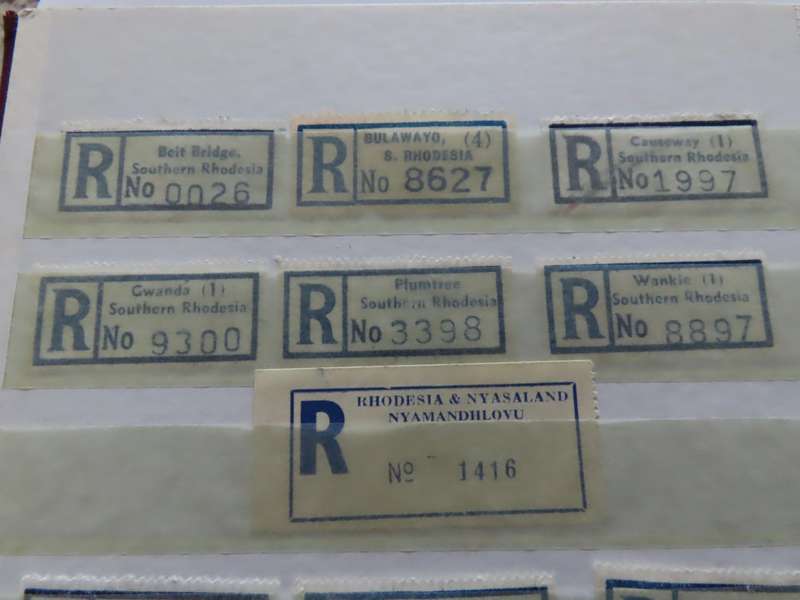 R
Beit Bridge,
Southern Rhodesia
No 0026
R
BULAWAYO, (4)
S. RHODESIA
No 8627
R
Causeway (1)
Southern Rhodesia
No 1997
R
Gwanda (1)
Southern Rhodesia
No 9300
R
Plumtree
Southern Rhodesia
No 3398
R
Wankie (1)
Southern Rhodesia
No 8897
R
RHODESIA & NYASALAND
NYAMANDHLOVU
Nº 1416